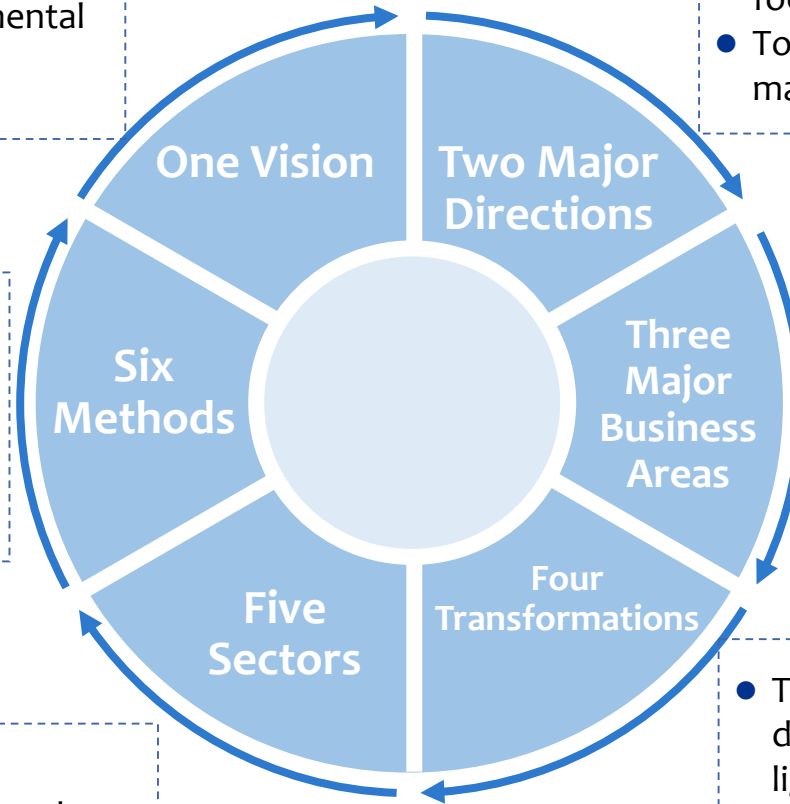 One Vision
Two Major
Directions
Three
Major
Business
Areas
Four
Transformations
Five
Sectors
Six
Methods